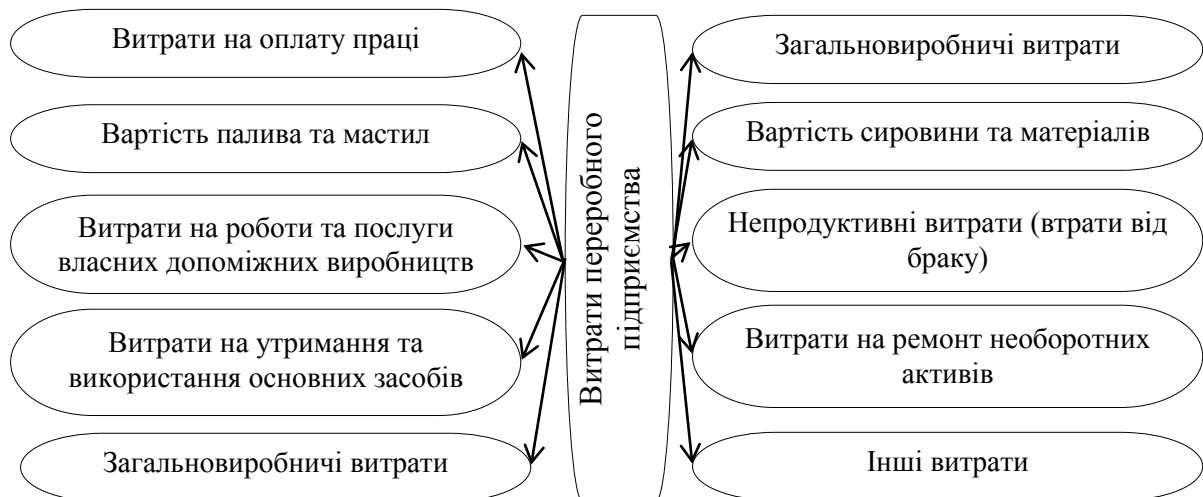 Витрати на оплату праці
Вартість палива та мастил
Витрати на роботи та послуги
власних допоміжних виробництв
Витрати на утримання та
використання основних засобів
Загальновиробничі витрати
Витрати переробного
підприємства
Загальновиробничі витрати
Вартість сировини та матеріалів
Непродуктивні витрати (втрати від
браку)
Витрати на ремонт необоротних
активів
Інші витрати